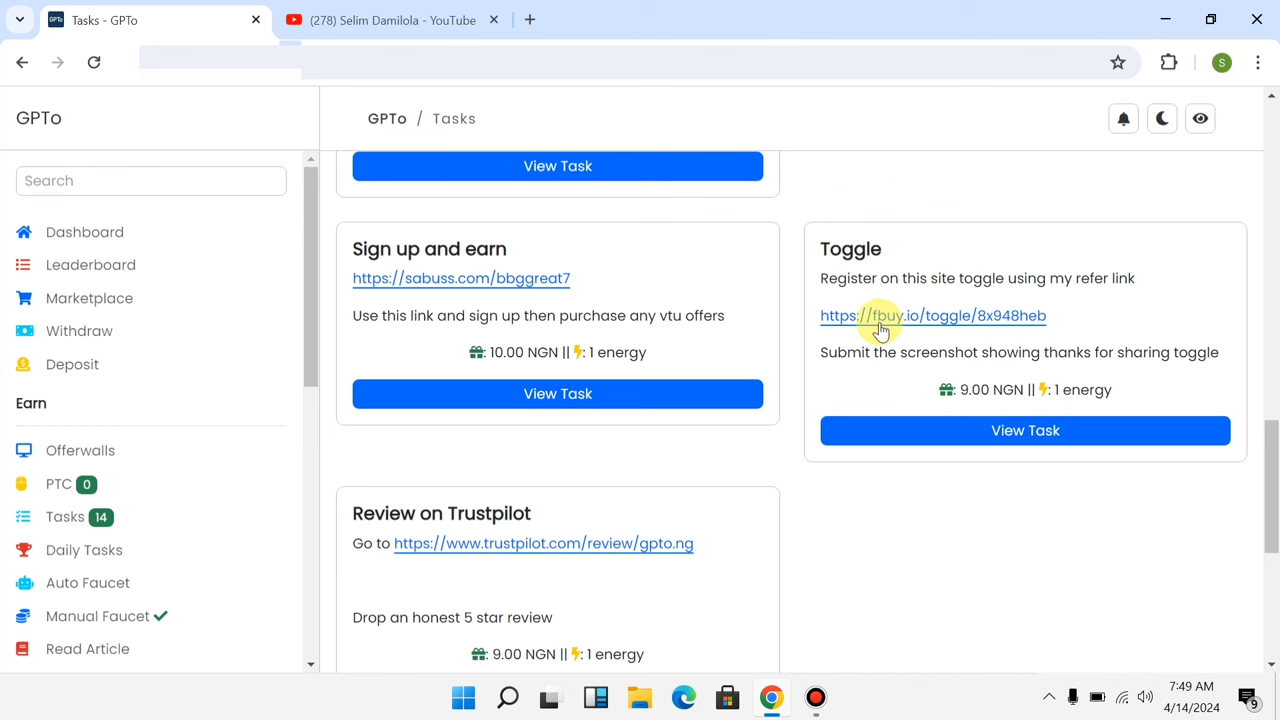 Tasks - GPTo
(278) Selim Damilola - YouTube
S
GPTo
GPTo / Tasks
Search
Dashboard
Leaderboard
Marketplace
Withdraw
Deposit
Earn
Offerwalls
PTC 0
Tasks 14
Daily Tasks
Auto Faucet
Manual Faucet
Read Article
View Task
Sign up and earn
https://sabuss.com/bbggreat7
Use this link and sign up then purchase any vtu offers
: 10.00 NGN || : 1 energy
View Task
Toggle
Register on this site toggle using my refer link
https://fbuy.io/toggle/8x948heb
Submit the screenshot showing thanks for sharing toggle
: 9.00 NGN || : 1 energy
View Task
Review on Trustpilot
Go to https://www.trustpilot.com/review/gpto.ng
Drop an honest 5 star review
: 9.00 NGN || : 1 energy
7:49 AM
4/14/2024
9